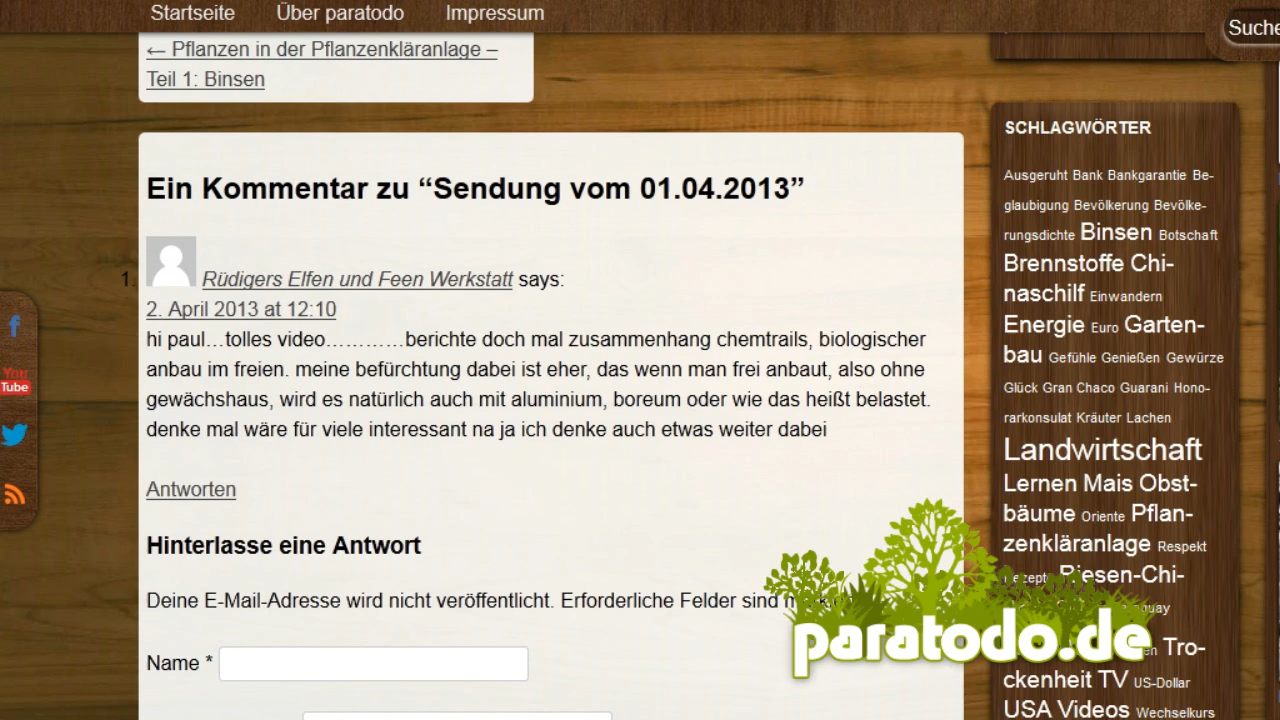 Startseite Über paratodo Impressum
Suche
← Pflanzen in der Pflanzenkläranlage –
Teil 1: Binsen
Ein Kommentar zu “Sendung vom 01.04.2013”
1. Rüdigers Elfen und Feen Werkstatt says:
2. April 2013 at 12:10
hi paul…tolles video…………berichte doch mal zusammenhang chemtrails, biologischer
anbau im freien. meine befürchtung dabei ist eher, das wenn man frei anbaut, also ohne
gewächshaus, wird es natürlich auch mit aluminium, boreum oder wie das heißt belastet.
denke mal wäre für viele interessant na ja ich denke auch etwas weiter dabei
Antworten
Hinterlasse eine Antwort
Deine E-Mail-Adresse wird nicht veröffentlicht. Erforderliche Felder sind
Name *
You
Tube
SCHLAGWÖRTER
Ausgeruht Bank Bankgarantie Be-
glaubigung Bevölkerung Bevölke-
rungsdichte Binsen Botschaft
Brennstoffe Chi-
naschilf Einwandern
Energie Euro Garten-
bau Gefühle Genießen Gewürze
Glück Gran Chaco Guarani Hono-
rarkonsulat Kräuter Lachen
Landwirtschaft
Lernen Mais Obst-
bäume Oriente Pflan-
zenkläranlage Respekt
Riesen-Chi-
Tro-
ckenheit TV US-Dollar
USA Videos Wechselkurs
paratodo.de